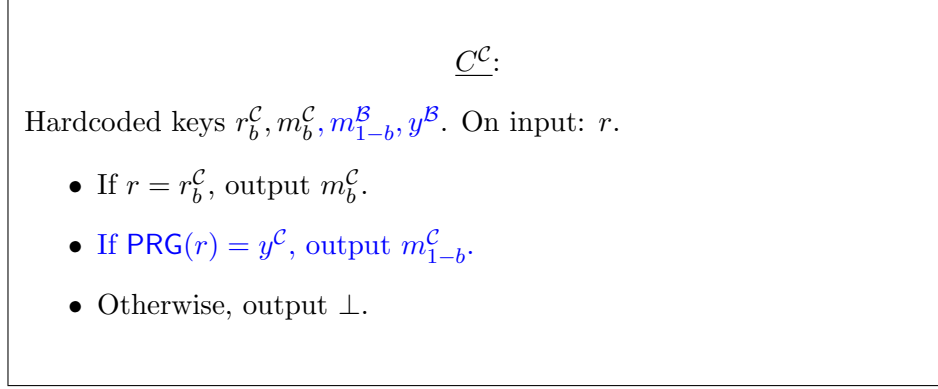 C^𝒞:
Hardcoded keys r_b^𝒞, m_b^𝒞, m_{1−b}^ℬ, y^ℬ. On input: r.
• If r = r_b^𝒞, output m_b^𝒞.
• If PRG(r) = y^𝒞, output m_{1−b}^𝒞.
• Otherwise, output ⊥.